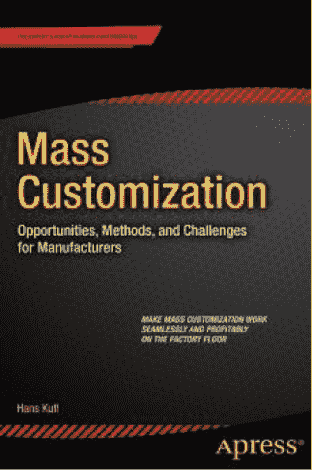 Mass
Customization
Opportunities, Methods, and Challenges
for Manufacturers
MAKE MASS CUSTOMIZATION WORK
SEAMLESSLY AND PROFITABLY
ON THE FACTORY FLOOR
Hans Kull
Apress®